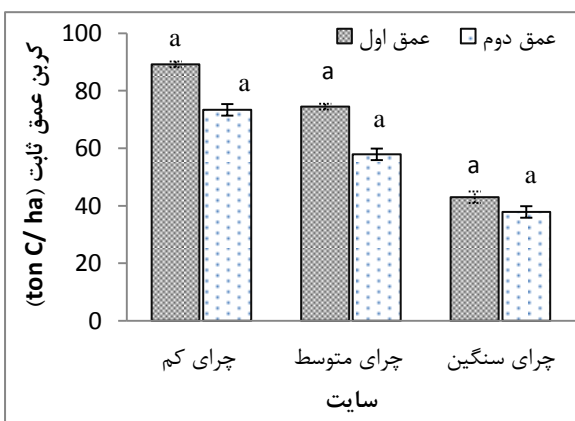 عمق اول عمق دوم
کربن عمق ثابت (ton C/ ha)
100
80
60
40
20
0
a
a
a
a
a
a
چرای کم چرای متوسط چرای سنگین
سایت